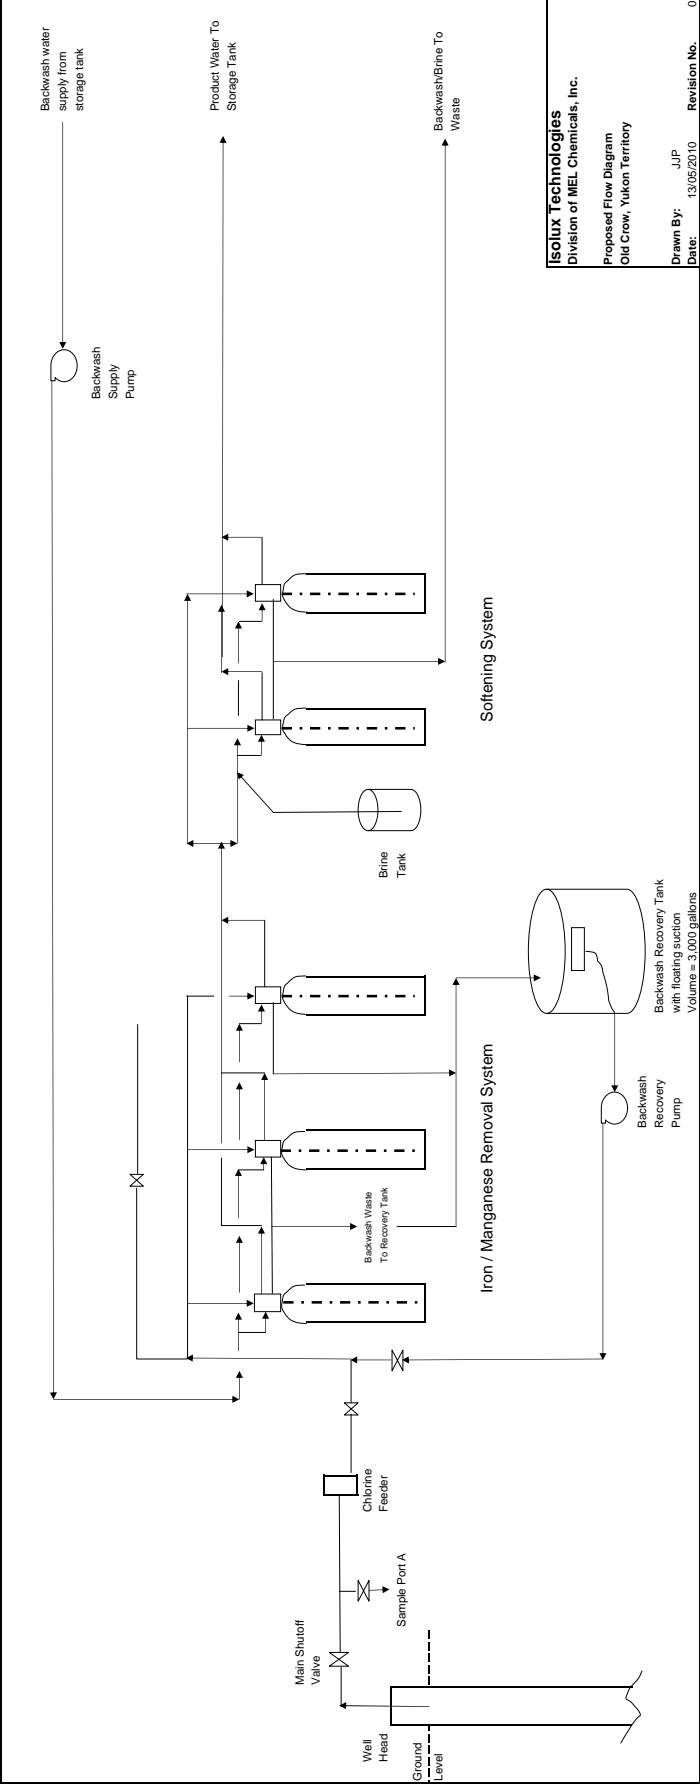 Backwash water
supply from
storage tank
Product Water To
Storage Tank
Backwash/Brine To
Waste
Backwash
Supply
Pump
Softening System
Brine
Tank
Iron / Manganese Removal System
Backwash Waste
To Recovery Tank
Backwash Recovery Tank
with floating suction
Volume = 3,000 gallons
Backwash
Recovery
Pump
Chlorine
Feeder
Sample Port A
Main Shutoff
Valve
Well
Head
Ground
Level
Isolux Technologies
Division of MEL Chemicals, Inc.
Proposed Flow Diagram
Old Crow, Yukon Territory
Drawn By: JJP
Date: 13/05/2010 Revision No. 0